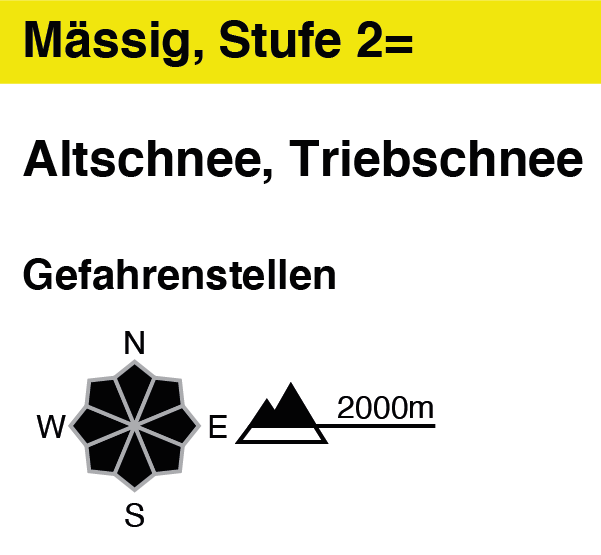 Mässig, Stufe 2=
Altschnee, Triebschnee
Gefahrenstellen
N
W
E
2000m
S